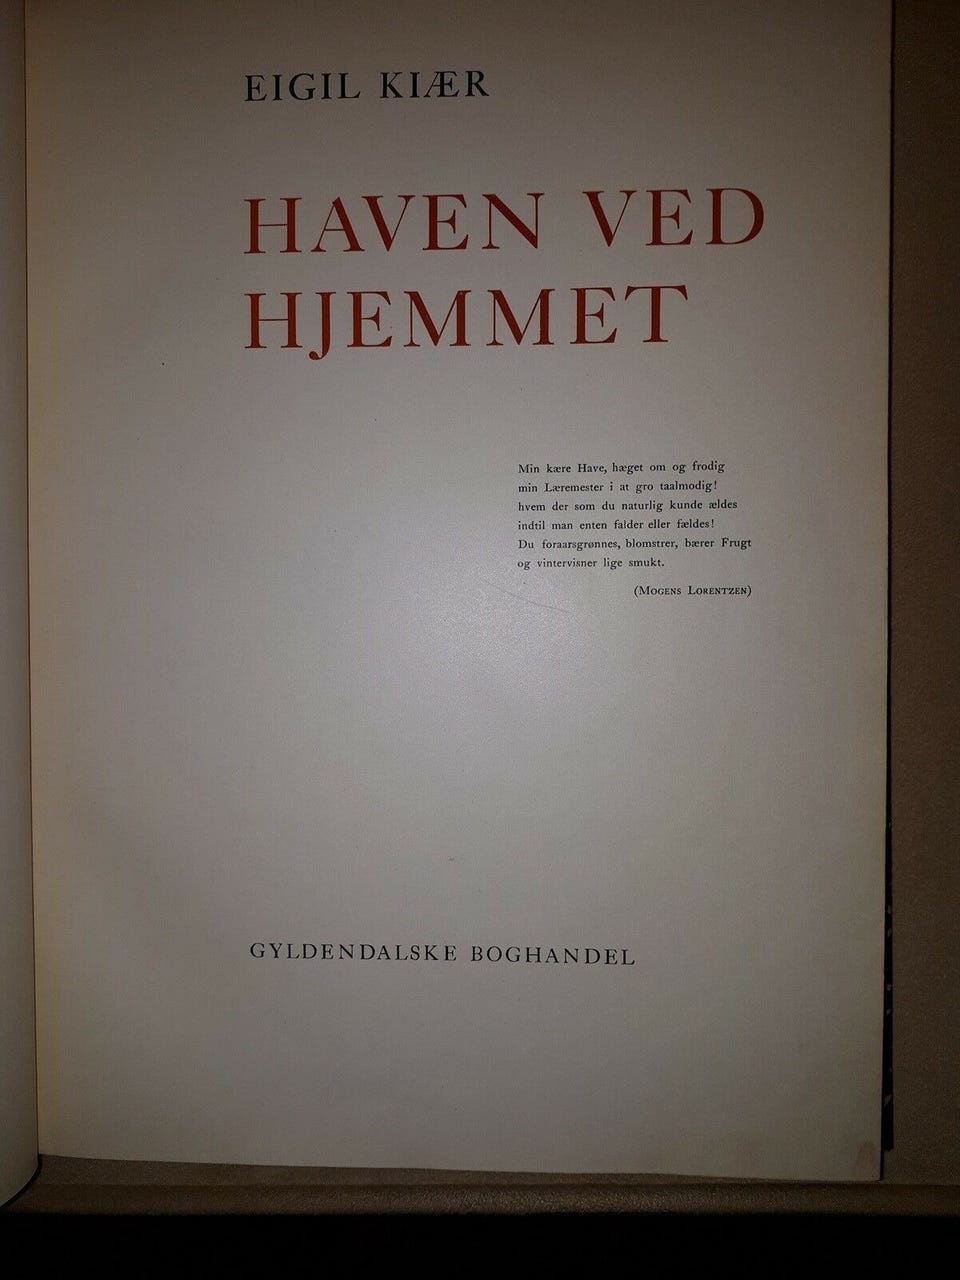 EIGIL KIÆR
HAVEN VED
HJEMMET
Min kære Have, hæget om og frodig
min Læremester i at gro taalmodig!
hvem der som du naturlig kunde ældes
indtil man enten falder eller fældes!
Du foraarsgrønnes, blomstrer, bærer Frugt
og vintervisner lige smukt.
(MOGENS LORENTZEN)
GYLDENDALSKE BOGHANDEL